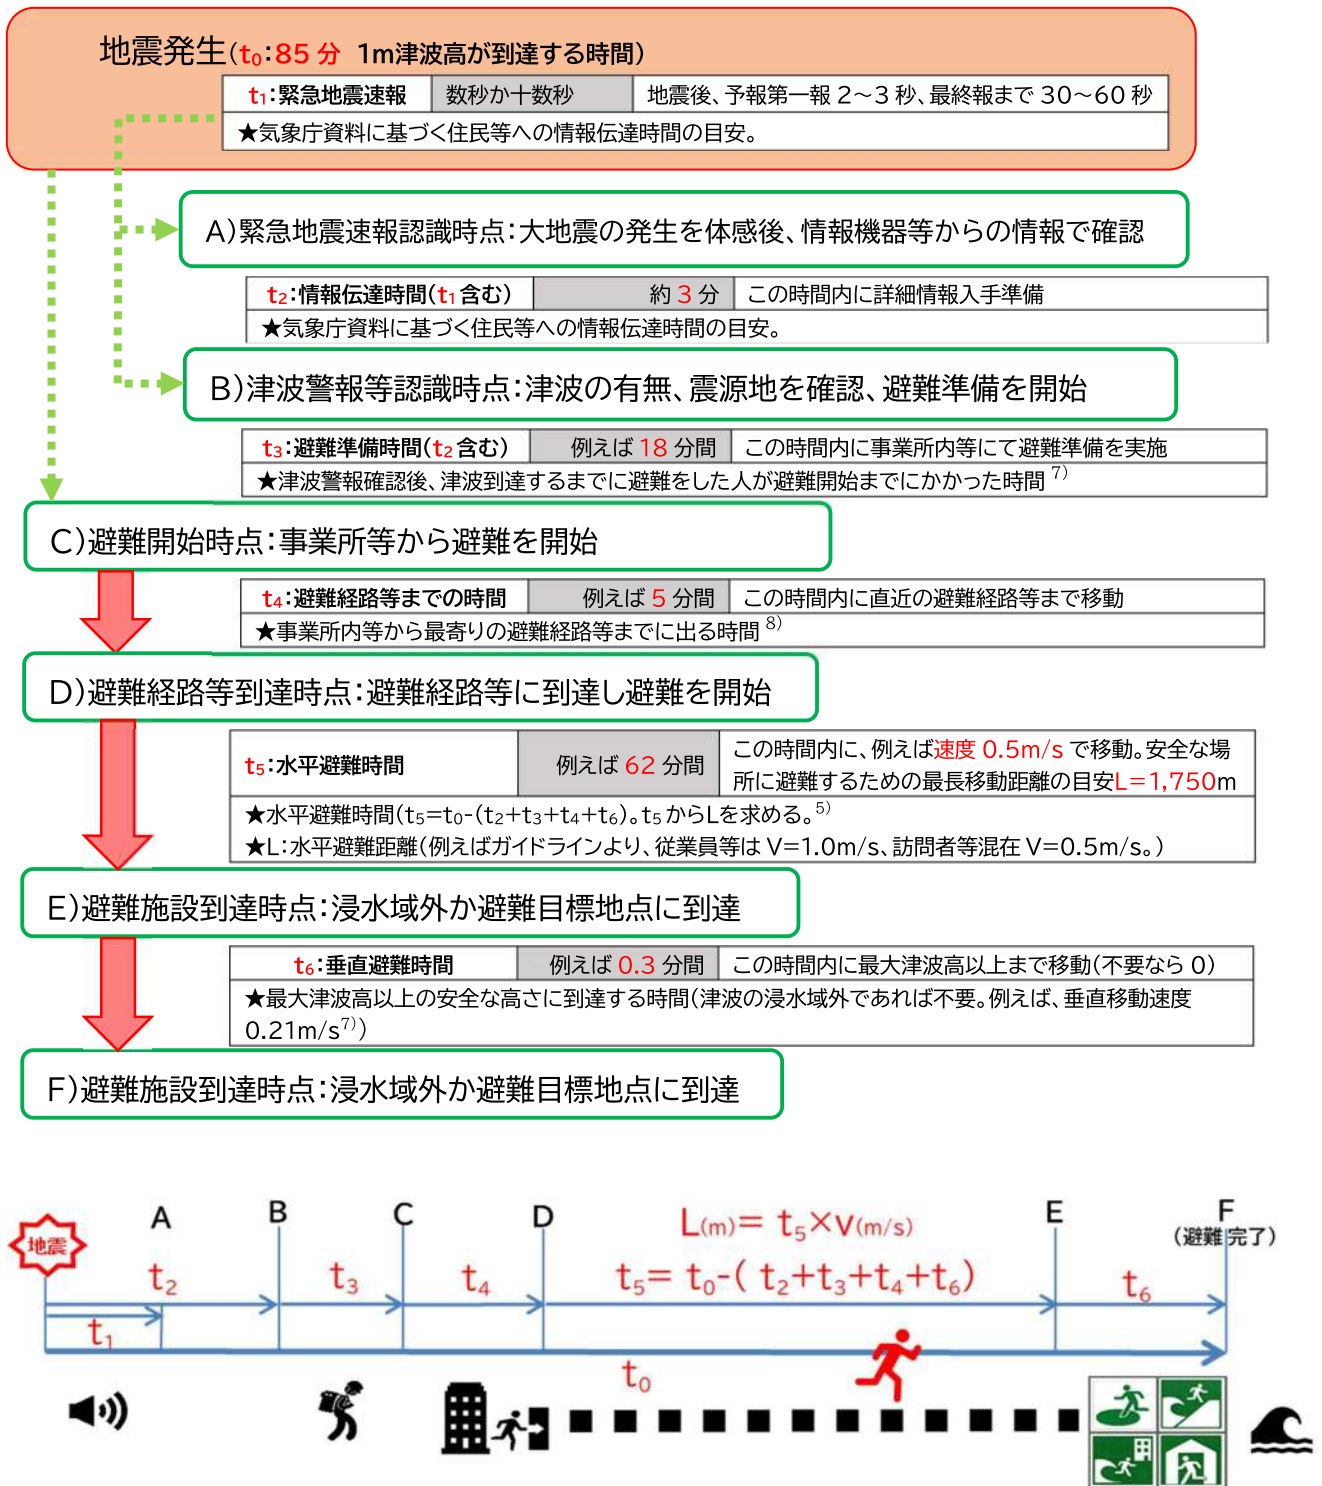 地震発生(t₀:85 分 1m津波高が到達する時間)
t₁:緊急地震速報 数秒か十数秒 地震後、予報第一報 2～3 秒、最終報まで 30～60 秒
★気象庁資料に基づく住民等への情報伝達時間の目安。
A)緊急地震速報認識時点:大地震の発生を体感後、情報機器等からの情報で確認
t₂:情報伝達時間(t₁含む) 約 3 分 この時間内に詳細情報入手準備
★気象庁資料に基づく住民等への情報伝達時間の目安。
B)津波警報等認識時点:津波の有無、震源地を確認、避難準備を開始
t₃:避難準備時間(t₂含む) 例えば 18 分間 この時間内に事業所内等にて避難準備を実施
★津波警報確認後、津波到達するまでに避難をした人が避難開始までにかかった時間 7)
C)避難開始時点:事業所等から避難を開始
t₄:避難経路等までの時間 例えば 5 分間 この時間内に直近の避難経路等まで移動
★事業所内等から最寄りの避難経路等までに出る時間 8)
D)避難経路等到達時点:避難経路等に到達し避難を開始
t₅:水平避難時間 例えば 62 分間 この時間内に、例えば速度 0.5m/s で移動。安全な場
所に避難するための最長移動距離の目安L=1,750m
★水平避難時間(t₅=t₀-(t₂+t₃+t₄+t₆)。t₅からLを求める。5)
★L:水平避難距離(例えばガイドラインより、従業員等は V=1.0m/s、訪問者等混在 V=0.5m/s。)
E)避難施設到達時点:浸水域外か避難目標地点に到達
t₆:垂直避難時間 例えば 0.3 分間 この時間内に最大津波高以上まで移動(不要なら 0)
★最大津波高以上の安全な高さに到達する時間(津波の浸水域外であれば不要。例えば、垂直移動速度
0.21m/s7))
F)避難施設到達時点:浸水域外か避難目標地点に到達
A B C D L(m)= t₅×v(m/s) E F
地震 (避難完了)
t₂ t₃ t₄ t₅= t₀-( t₂+t₃+t₄+t₆) t₆
t₁
t₀